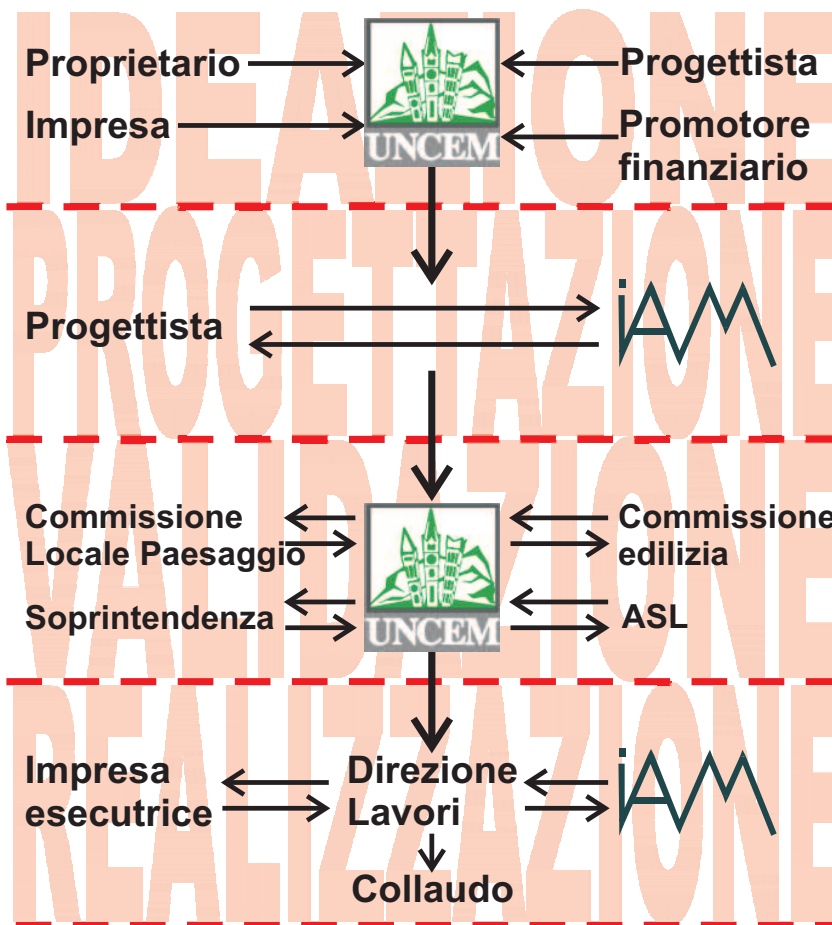 IDEAZIONE
Proprietario
Progettista
Impresa
Promotore
finanziario
UNCEM
PROGETTAZIONE
Progettista
iAM
VALIDAZIONE
Commissione
Locale Paesaggio
Commissione
edilizia
Soprintendenza
ASL
UNCEM
REALIZZAZIONE
Impresa
esecutrice
Direzione
Lavori
iAM
Collaudo